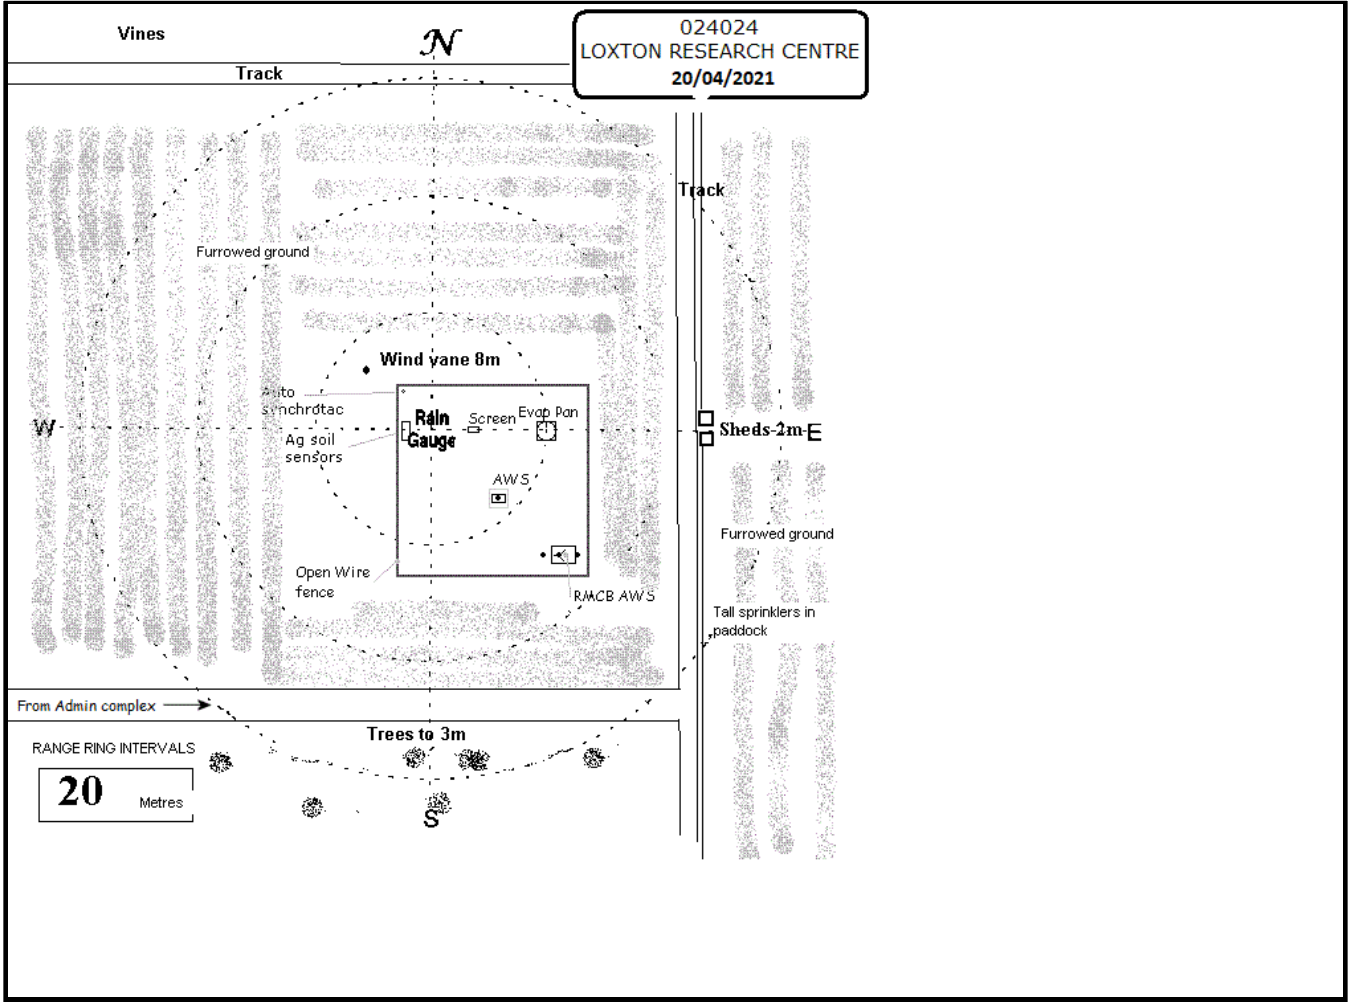 Vines
N
024024
LOXTON RESEARCH CENTRE
20/04/2021
Track
Track
Furrowed ground
Wind vane 8m
Auto
synchrotac
Rain
Gauge
Screen
Evap Pan
W
Sheds-2m-E
Ag soil
sensors
AWS
Furrowed ground
Open Wire
fence
RMCB AWS
Tall sprinklers in
paddock
From Admin complex
Trees to 3m
RANGE RING INTERVALS
20 Metres
S